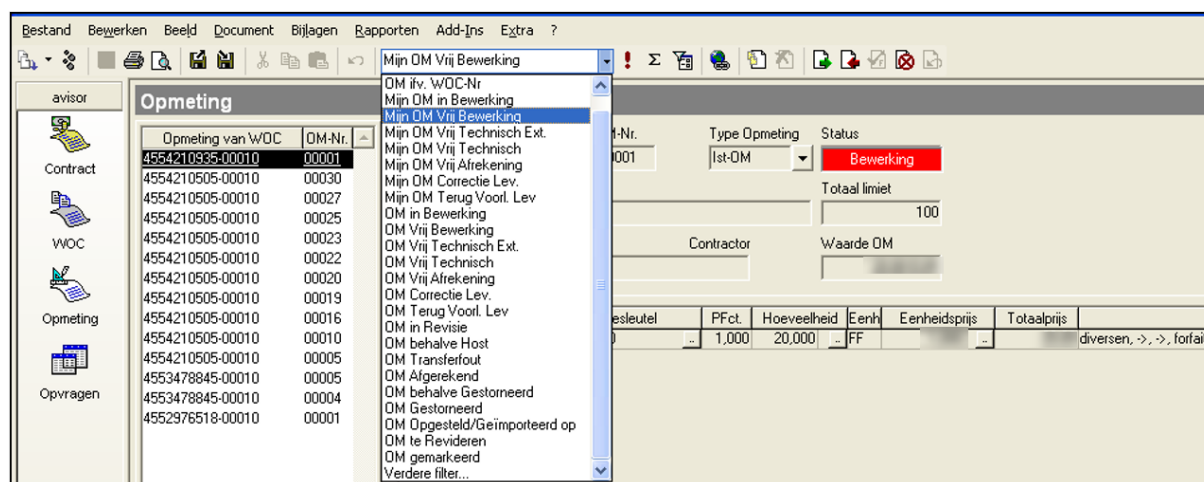 Bestand Bewerken Beeld Document Bijlagen Rapporten Add-Ins Extra ?
Mijn OM Vrij Bewerking
avisor
Contract
WOC
Opmeting
Opvragen
Opmeting
Opmeting van WOC OM-Nr.
4554210935-00010 00001
4554210505-00010 00030
4554210505-00010 00027
4554210505-00010 00025
4554210505-00010 00023
4554210505-00010 00022
4554210505-00010 00020
4554210505-00010 00019
4554210505-00010 00016
4554210505-00010 00010
4554210505-00010 00005
4553478845-00010 00005
4553478845-00010 00004
4552976518-00010 00001
OM ifv. WOC-Nr
Mijn OM in Bewerking
Mijn OM Vrij Bewerking
Mijn OM Vrij Technisch Ext.
Mijn OM Vrij Technisch
Mijn OM Vrij Afrekening
Mijn OM Correctie Lev.
Mijn OM Terug Voorl. Lev
OM in Bewerking
OM Vrij Bewerking
OM Vrij Technisch Ext.
OM Vrij Technisch
OM Vrij Afrekening
OM Correctie Lev.
OM Terug Voorl. Lev
OM in Revisie
OM behalve Host
OM Transferfout
OM Afgerekend
OM behalve Gestorneerd
OM Gestorneerd
OM Opgesteld/Geïmporteerd op
OM te Revideren
OM gemarkeerd
Verdere filter...
-Nr. Type Opmeting Status
001 Ist-OM Bewerking
Totaal limiet
100
Contractor Waarde OM
esleutel PFct. Hoeveelheid Eenh Eenheidsprijs Totaalprijs
1,000 20,000 .. FF .. diversen, ->, ->, forfai